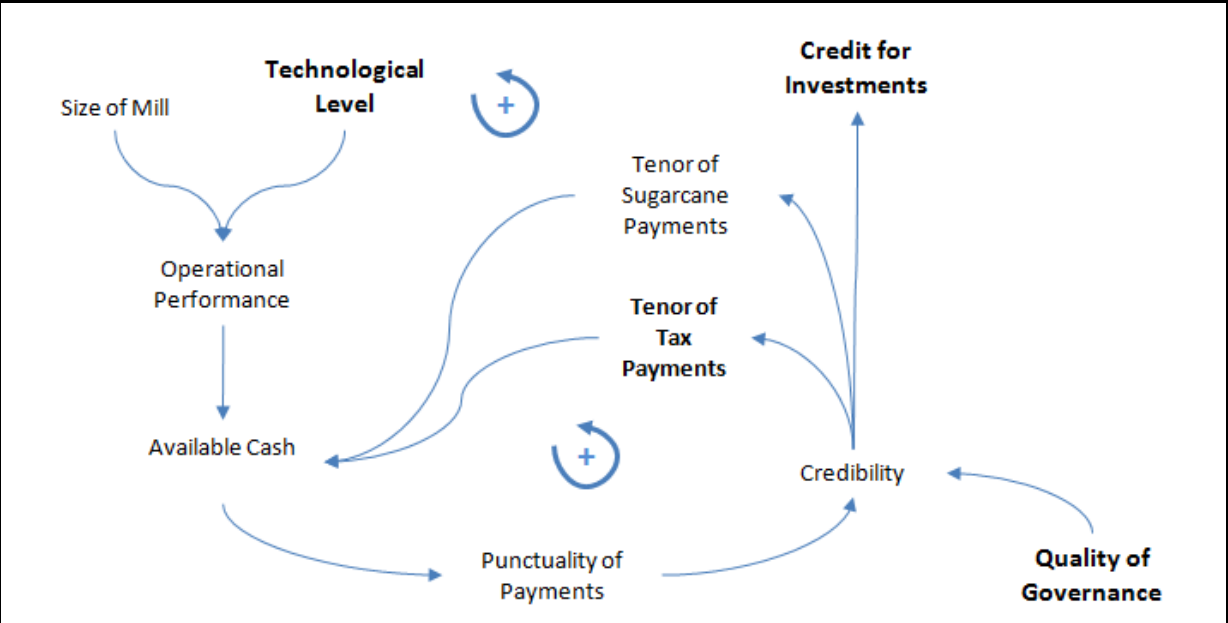 Credit for
Investments
Technological
Level
Size of Mill
+
Tenor of
Sugarcane
Payments
Operational
Performance
Tenor of
Tax
Payments
Available Cash
+
Credibility
Punctuality of
Payments
Quality of
Governance